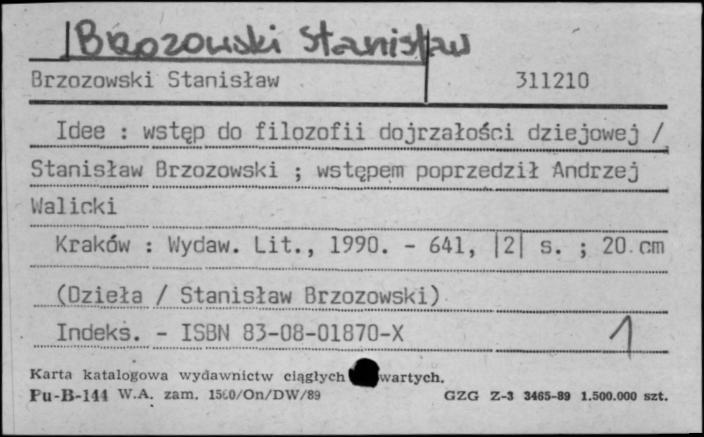 Brzozowski Stanisław
Brzozowski Stanisław 311210
Idee : wstęp do filozofii dojrzałości dziejowej /
Stanisław Brzozowski ; wstępem poprzedził Andrzej
Walicki
Kraków : Wydaw. Lit., 1990. - 641, |2| s. ; 20 cm
(Dzieła / Stanisław Brzozowski)
Indeks. - ISBN 83-08-01870-X 1
Karta katalogowa wydawnictw ciągłych wartych.
Pu-B-144 W.A. zam. /On/DW/89 GZG Z-3 3465-89 1.500.000 szt.